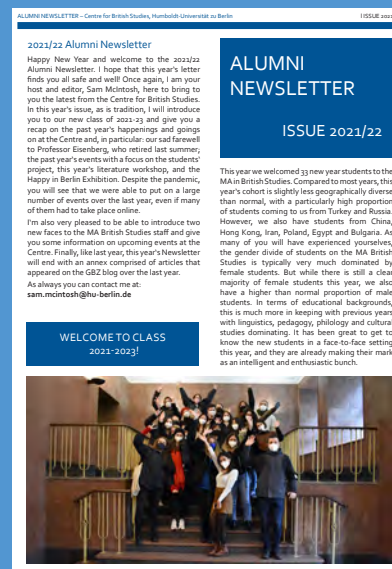 ALUMNI NEWSLETTER – Centre for British Studies, Humboldt-Universität zu Berlin
I ISSUE 2021
2021/22 Alumni Newsletter
Happy New Year and welcome to the 2021/22
Alumni Newsletter. I hope that this year's letter
finds you all safe and well! Once again, I am your
host and editor, Sam McIntosh, here to bring to
you the latest from the Centre for British Studies.
In this year's issue, as is tradition, I will introduce
you to our new class of 2021-23 and give you a
recap on the past year's happenings and goings
on at the Centre and, in particular: our sad farewell
to Professor Eisenberg, who retired last summer;
the past year's events with a focus on the students'
project, this year's literature workshop, and the
Happy in Berlin Exhibition. Despite the pandemic,
you will see that we were able to put on a large
number of events over the last year, even if many
of them had to take place online.
I'm also very pleased to be able to introduce two
new faces to the MA British Studies staff and give
you some information on upcoming events at the
Centre. Finally, like last year, this year's Newsletter
will end with an annex comprised of articles that
appeared on the GBZ blog over the last year.
As always you can contact me at:
sam.mcintosh@hu-berlin.de
WELCOME TO CLASS
2021-2023!
ALUMNI
NEWSLETTER
ISSUE 2021/22
This year we welcomed 33 new year students to the
MA in British Studies. Compared to most years, this
year's cohort is slightly less geographically diverse
than normal, with a particularly high proportion
of students coming to us from Turkey and Russia.
However, we also have students from China,
Hong Kong, Iran, Poland, Egypt and Bulgaria. As
many of you will have experienced yourselves,
the gender divide of students on the MA British
Studies is typically very much dominated by
female students. But while there is still a clear
majority of female students this year, we also
have a higher than normal proportion of male
students. In terms of educational backgrounds,
this is much more in keeping with previous years
with linguistics, pedagogy, philology and cultural
studies dominating. It has been great to get to
know the new students in a face-to-face setting
this year, and they are already making their mark
as an intelligent and enthusiastic bunch.